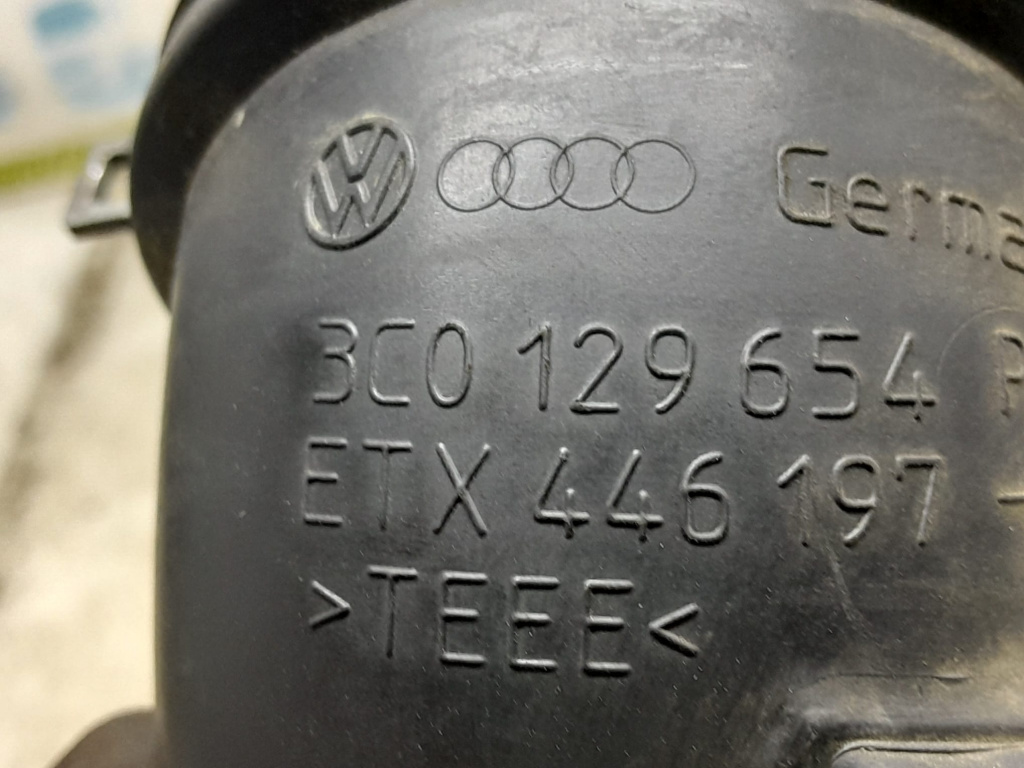 Germa
3C0 129 654 P
ETX 446 197 -
>TEEE<